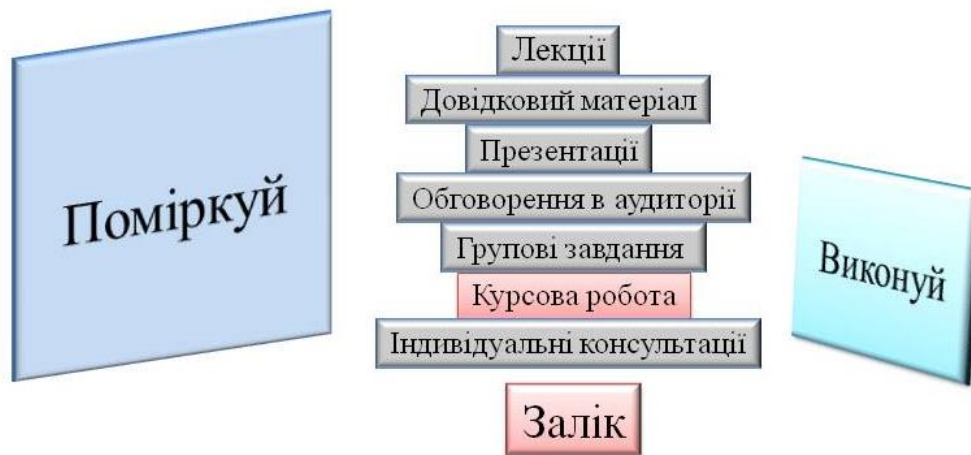 Поміркуй
Лекції
Довідковий матеріал
Презентації
Обговорення в аудиторії
Групові завдання
Курсова робота
Індивідуальні консультації
Залік
Виконуй